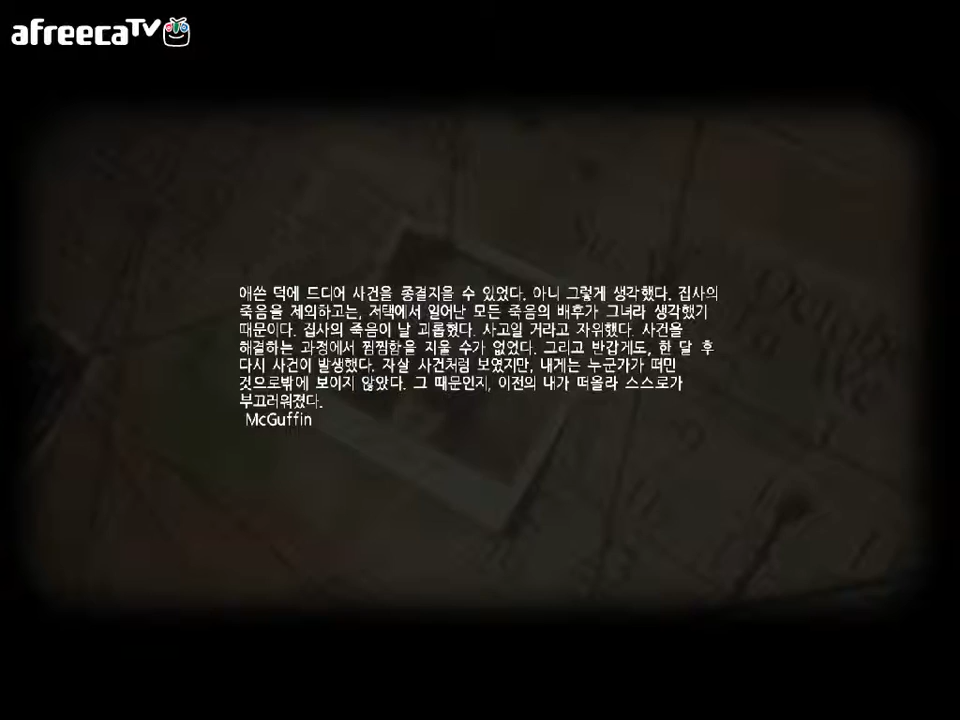 afreecaTV
애쓴 덕에 드디어 사건을 종결지을 수 있었다. 아니 그렇게 생각했다. 집사의
죽음을 제외하고는, 저택에서 일어난 모든 죽음의 배후가 그녀라 생각했기
때문이다. 집사의 죽음이 날 괴롭혔다. 사고일 거라고 자위했다. 사건을
해결하는 과정에서 찜찜함을 지울 수가 없었다. 그리고 반갑게도, 한 달 후
다시 사건이 발생했다. 자살 사건처럼 보였지만, 내게는 누군가가 떠민
것으로밖에 보이지 않았다. 그 때문인지, 이전의 내가 떠올라 스스로가
부끄러워졌다.
McGuffin